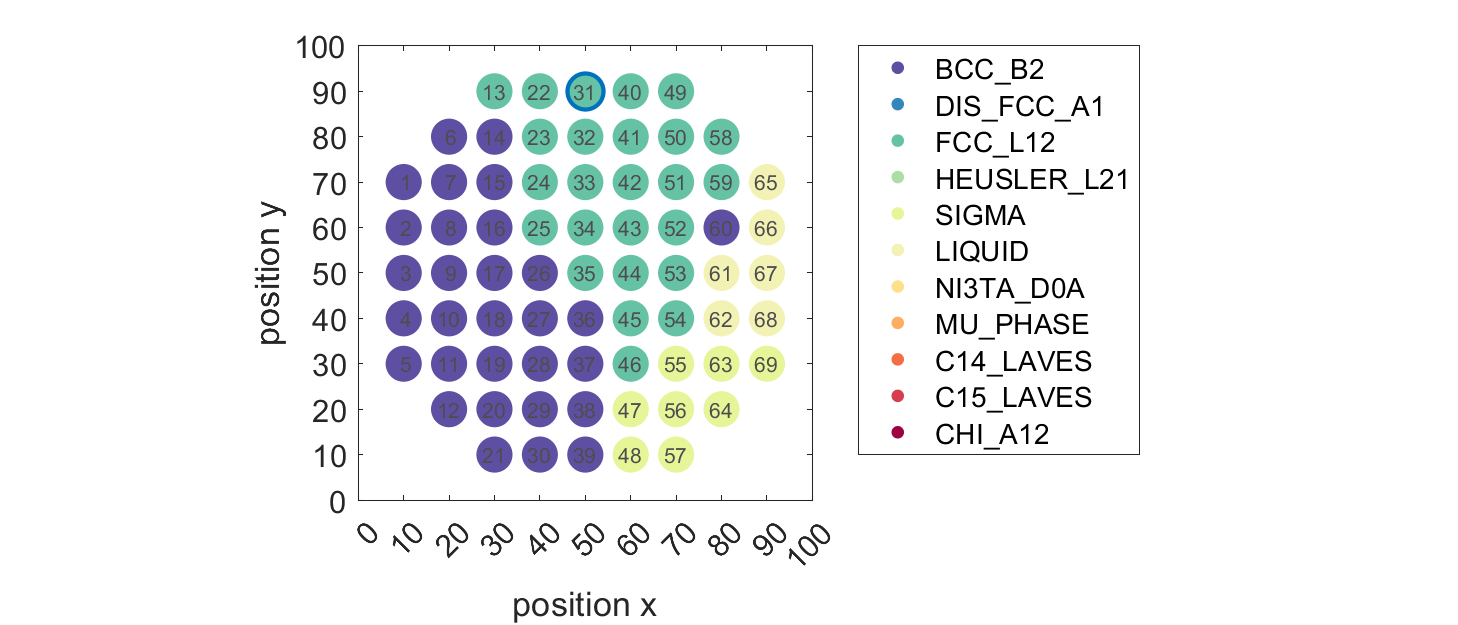 100
90
80
70
60
50
40
30
20
10
0
position y
13 22 31 40 49
6 14 23 32 41 50 58
1 7 15 24 33 42 51 59 65
2 8 16 25 34 43 52 60 66
3 9 17 26 35 44 53 61 67
4 10 18 27 36 45 54 62 68
5 11 19 28 37 46 55 63 69
12 20 29 38 47 56 64
21 30 39 48 57
0 10 20 30 40 50 60 70 80 90 100
position x
BCC_B2
DIS_FCC_A1
FCC_L12
HEUSLER_L21
SIGMA
LIQUID
NI3TA_D0A
MU_PHASE
C14_LAVES
C15_LAVES
CHI_A12